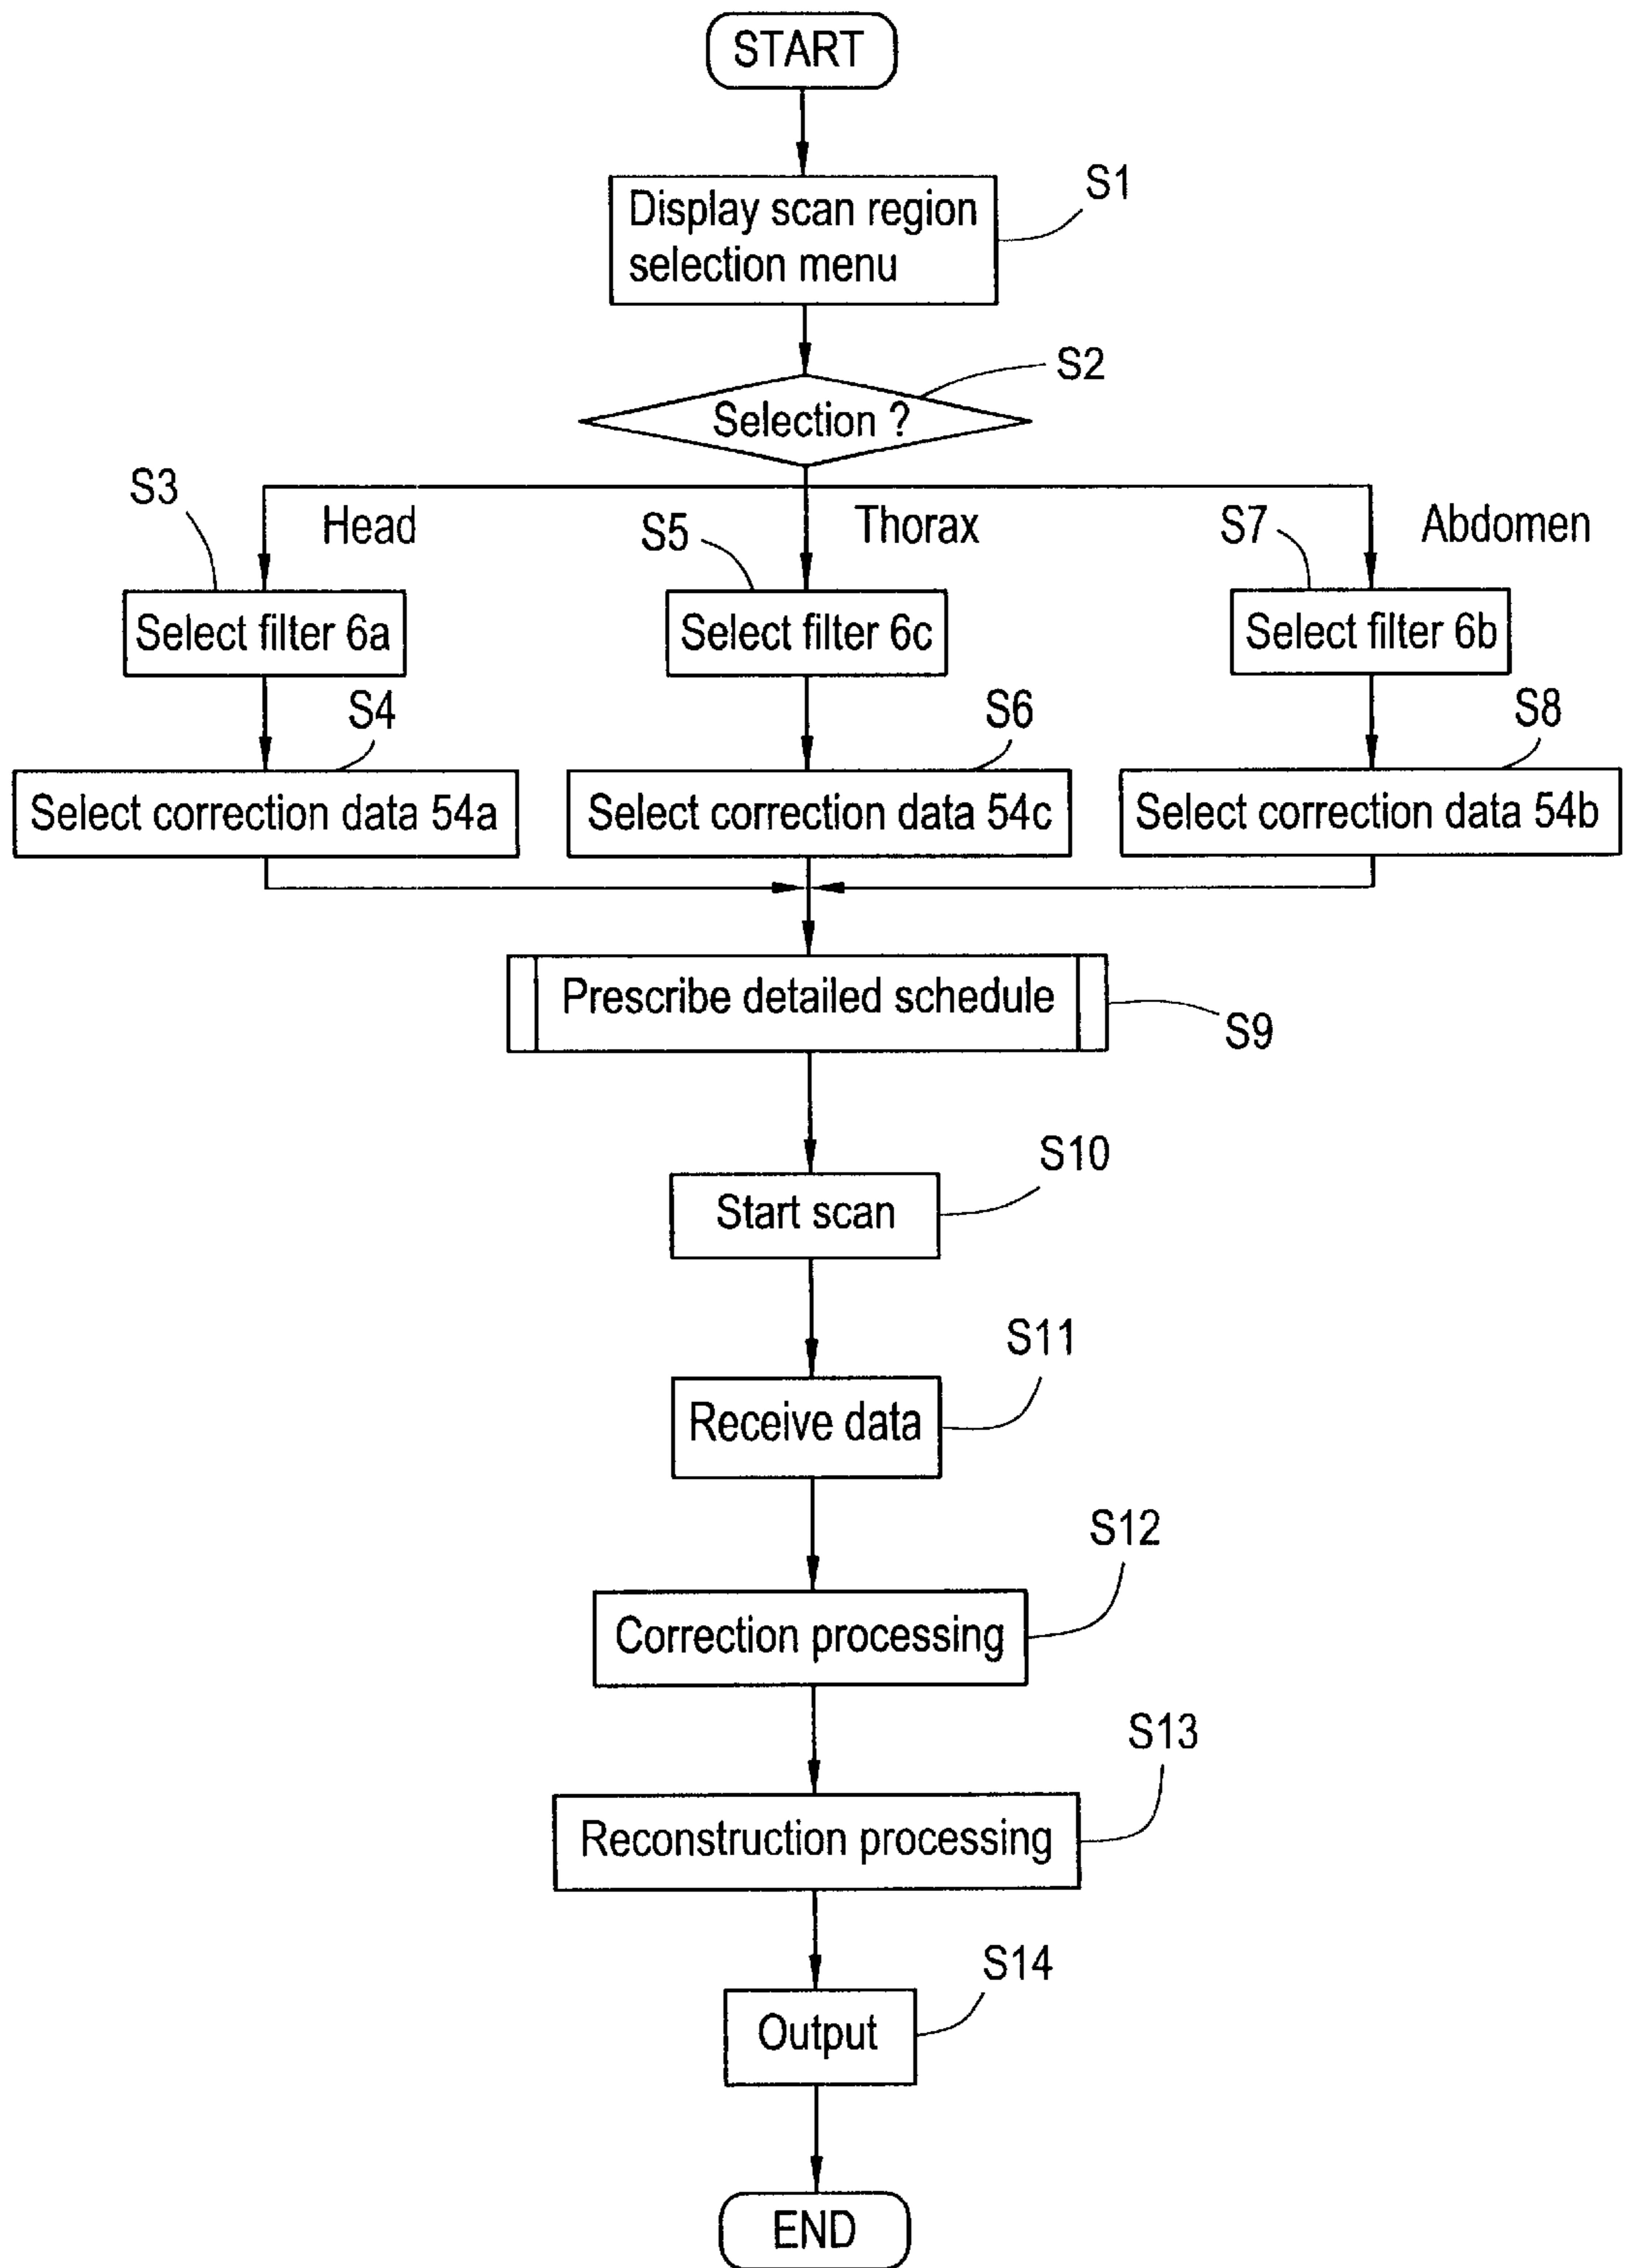 START
S1
Display scan region
selection menu
S2
Selection ?
S3
Head
S5
Thorax
S7
Abdomen
Select filter 6a
Select filter 6c
Select filter 6b
S4
S6
S8
Select correction data 54a
Select correction data 54c
Select correction data 54b
Prescribe detailed schedule
S9
S10
Start scan
S11
Receive data
S12
Correction processing
S13
Reconstruction processing
S14
Output
END